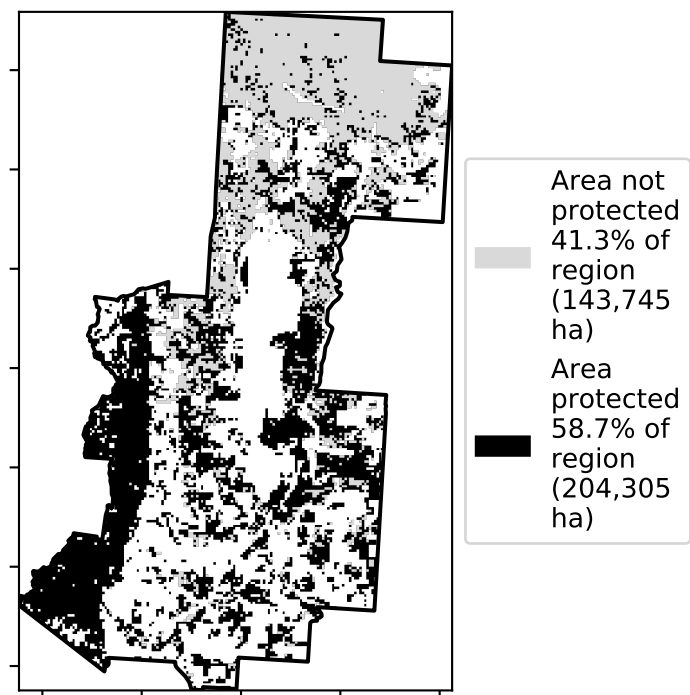 Area not
protected
41.3% of
region
(143,745
ha)
Area
protected
58.7% of
region
(204,305
ha)